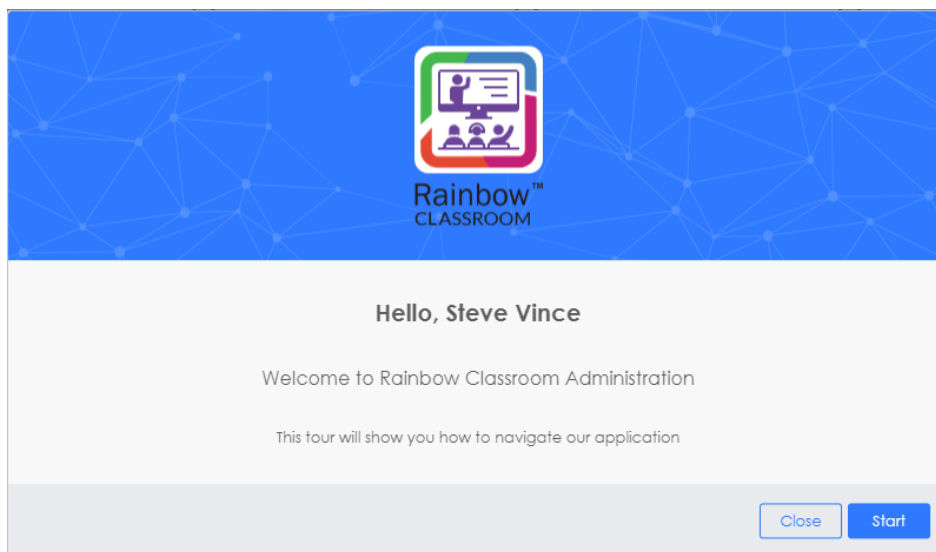 Rainbow™
CLASSROOM
Hello, Steve Vince
Welcome to Rainbow Classroom Administration
This tour will show you how to navigate our application
Close Start